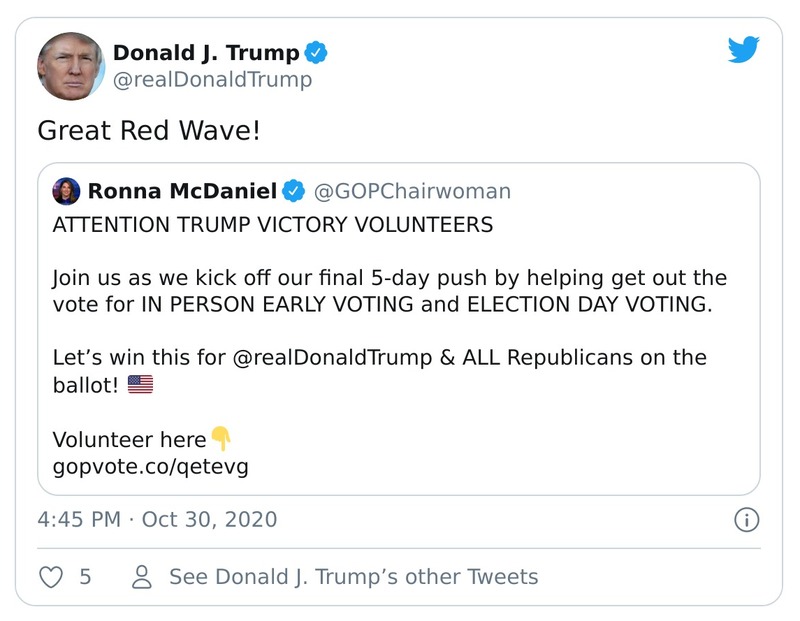 Donald J. Trump
@realDonaldTrump
Great Red Wave!
Ronna McDaniel @GOPChairwoman
ATTENTION TRUMP VICTORY VOLUNTEERS
Join us as we kick off our final 5-day push by helping get out the
vote for IN PERSON EARLY VOTING and ELECTION DAY VOTING.
Let’s win this for @realDonaldTrump & ALL Republicans on the
ballot! 🇺🇸
Volunteer here👇
gopvote.co/qetevg
4:45 PM · Oct 30, 2020
5 See Donald J. Trump’s other Tweets